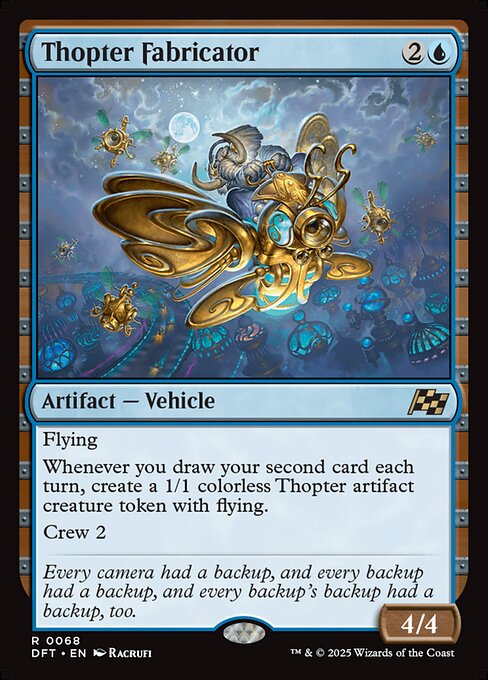 Thopter Fabricator 2
Artifact — Vehicle
Flying
Whenever you draw your second card each
turn, create a 1/1 colorless Thopter artifact
creature token with flying.
Crew 2
Every camera had a backup, and every backup
had a backup, and every backup's backup had a
backup, too.
4/4
R 0068
DFT • EN Racrufi
™ & © 2025 Wizards of the Coast